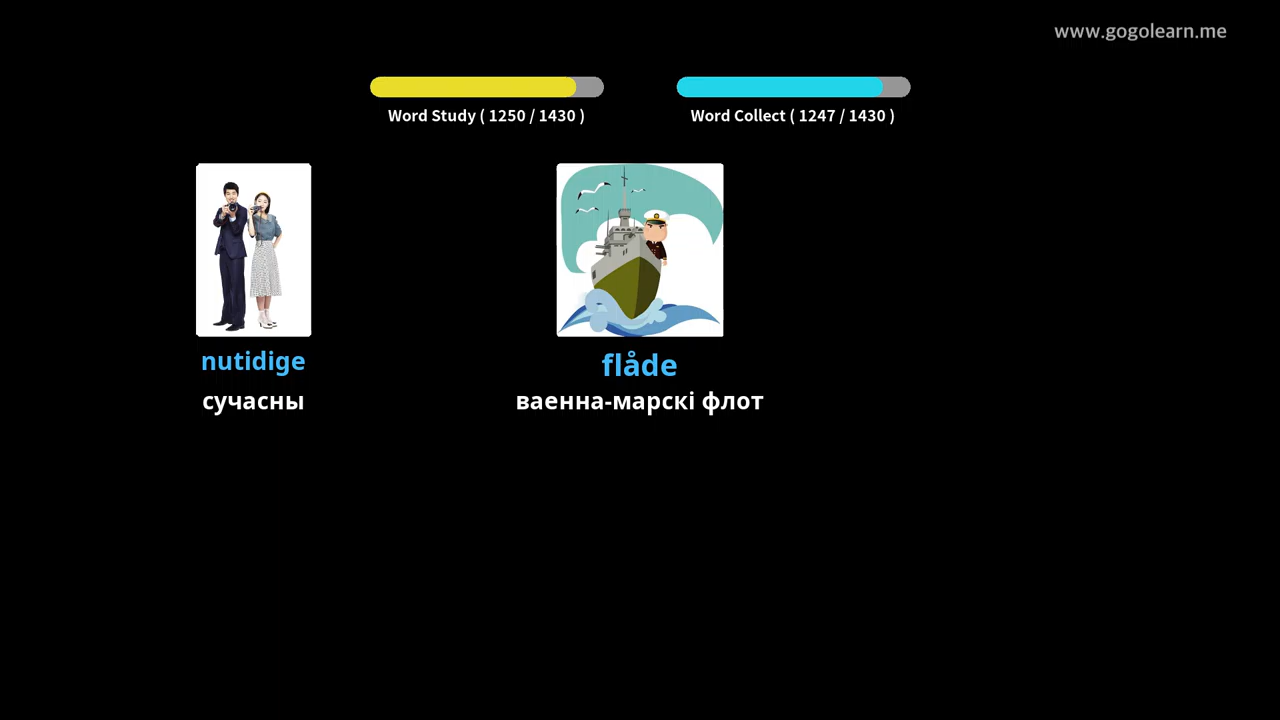 www.gogolearn.me
Word Study ( 1250 / 1430 )
Word Collect ( 1247 / 1430 )
nutidige
flåde
сучасны
ваенна-марскі флот